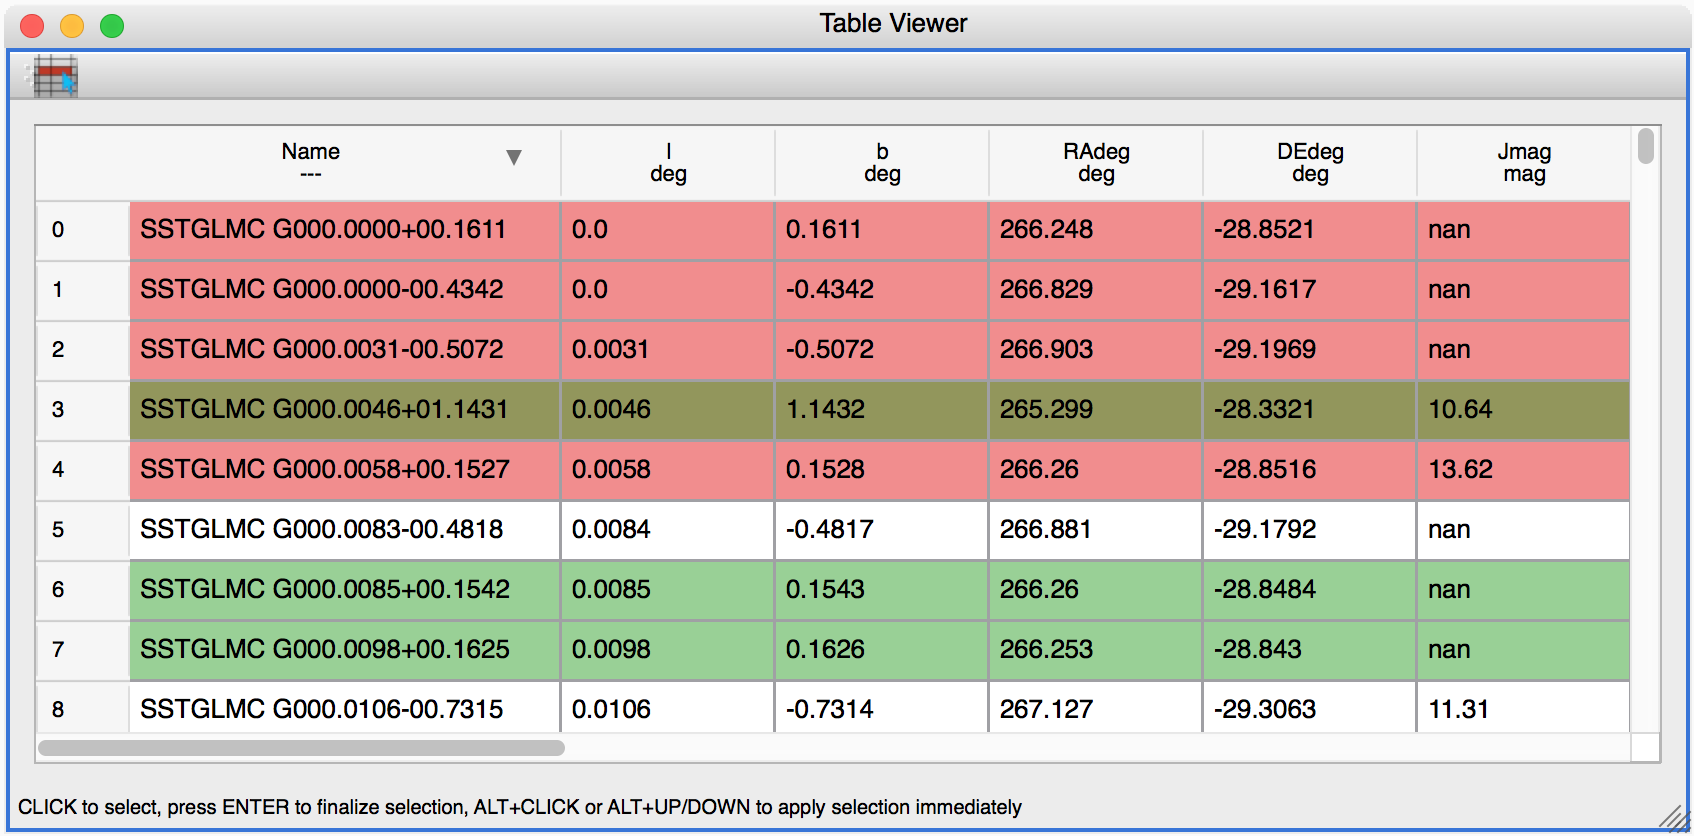 Table Viewer
Name l b RAdeg DEdeg Jmag
--- deg deg deg deg mag
0 SSTGLMC G000.0000+00.1611 0.0 0.1611 266.248 -28.8521 nan
1 SSTGLMC G000.0000-00.4342 0.0 -0.4342 266.829 -29.1617 nan
2 SSTGLMC G000.0031-00.5072 0.0031 -0.5072 266.903 -29.1969 nan
3 SSTGLMC G000.0046+01.1431 0.0046 1.1432 265.299 -28.3321 10.64
4 SSTGLMC G000.0058+00.1527 0.0058 0.1528 266.26 -28.8516 13.62
5 SSTGLMC G000.0083-00.4818 0.0084 -0.4817 266.881 -29.1792 nan
6 SSTGLMC G000.0085+00.1542 0.0085 0.1543 266.26 -28.8484 nan
7 SSTGLMC G000.0098+00.1625 0.0098 0.1626 266.253 -28.843 nan
8 SSTGLMC G000.0106-00.7315 0.0106 -0.7314 267.127 -29.3063 11.31
CLICK to select, press ENTER to finalize selection, ALT+CLICK or ALT+UP/DOWN to apply selection immediately